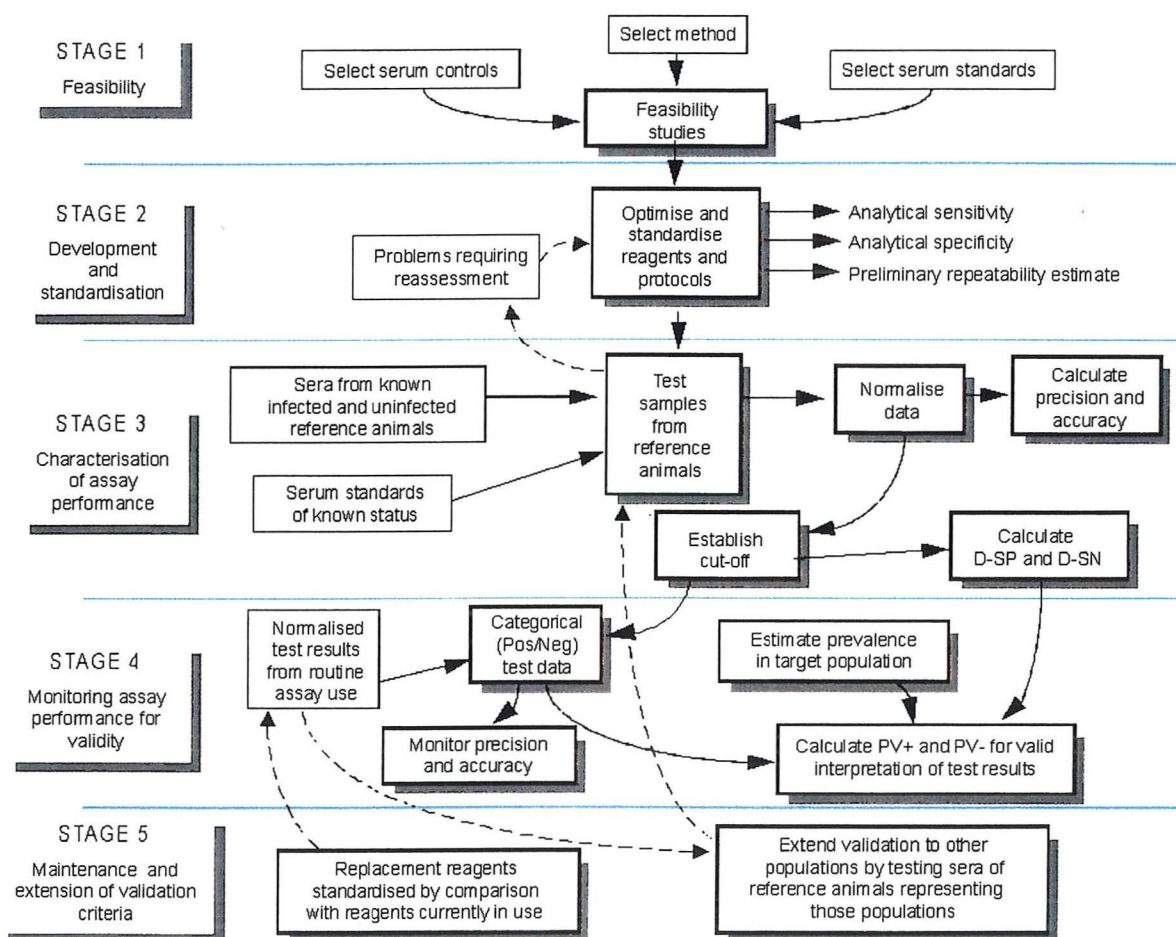 STAGE 1
Feasibility
Select method
Select serum controls
Select serum standards
Feasibility
studies
STAGE 2
Development
and
standardisation
Problems requiring
reassessment
Optimise and
standardise
reagents and
protocols
Analytical sensitivity
Analytical specificity
Preliminary repeatability estimate
STAGE 3
Characterisation
of assay
performance
Sera from known
infected and uninfected
reference animals
Serum standards
of known status
Test
samples
from
reference
animals
Normalise
data
Calculate
precision and
accuracy
Establish
cut-off
Calculate
D-SP and D-SN
STAGE 4
Monitoring assay
performance for
validity
Normalised
test results
from routine
assay use
Categorical
(Pos/Neg)
test data
Estimate prevalence
in target population
Monitor precision
and accuracy
Calculate PV+ and PV- for valid
interpretation of test results
STAGE 5
Maintenance and
extension of validation
criteria
Replacement reagents
standardised by comparison
with reagents currently in use
Extend validation to other
populations by testing sera of
reference animals representing
those populations